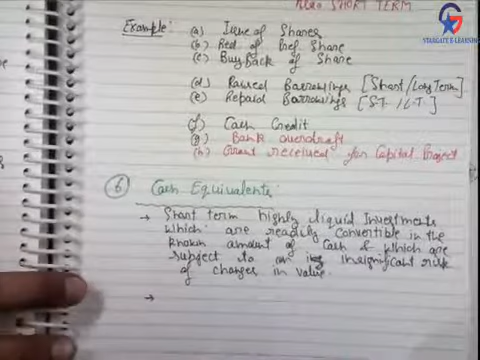 SHORT TERM
STARGATE E-LEARNING
Example:
(a) Issue of Shares
(b) Red. of Pref. Share
(c) BuyBack of Share
(d) Raised Borrowings [Short/Long Term]
(e) Repaid Borrowings [ST/L.T]
(f) Cash Credit
(g) Bank overdraft
(h) Grant received for Capital Project
(6) Cash Equivalents:
→ Short term highly liquid Investments
which are readily Convertible in the
known amount of Cash & which are
subject to an insignificant risk
of changes in value.
→